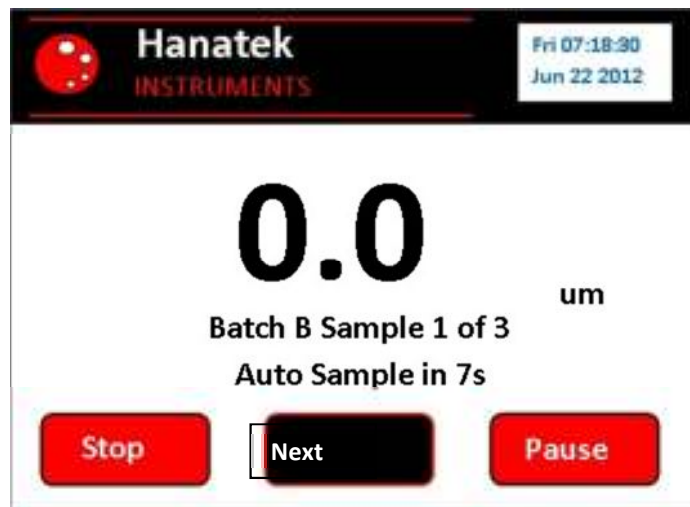 Hanatek
INSTRUMENTS
Fri 07:18:30
Jun 22 2012
0.0
um
Batch B Sample 1 of 3
Auto Sample in 7s
Stop
Next
Pause